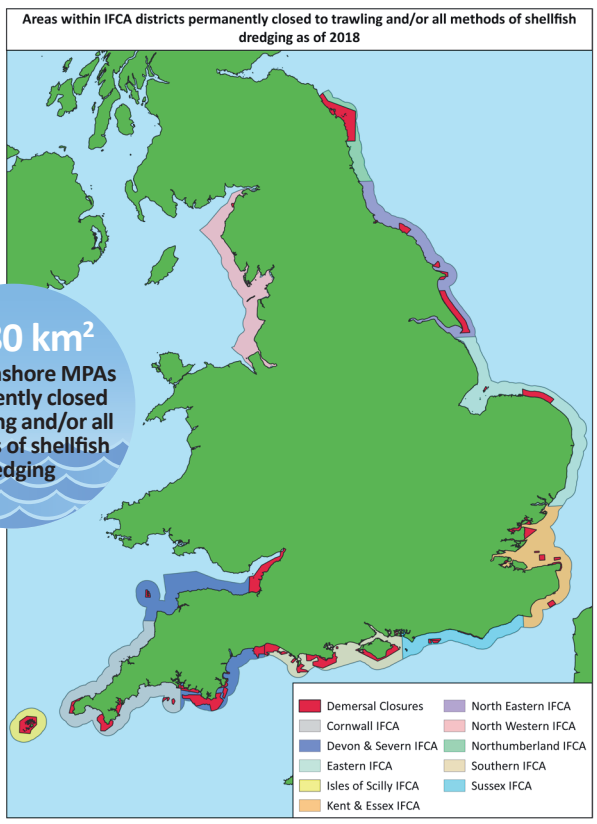 Areas within IFCA districts permanently closed to trawling and/or all methods of shellfish
dredging as of 2018
30 km²
shore MPAs
ently closed
ng and/or all
s of shellfish
edging
Demersal Closures
Cornwall IFCA
Devon & Severn IFCA
Eastern IFCA
Isles of Scilly IFCA
Kent & Essex IFCA
North Eastern IFCA
North Western IFCA
Northumberland IFCA
Southern IFCA
Sussex IFCA